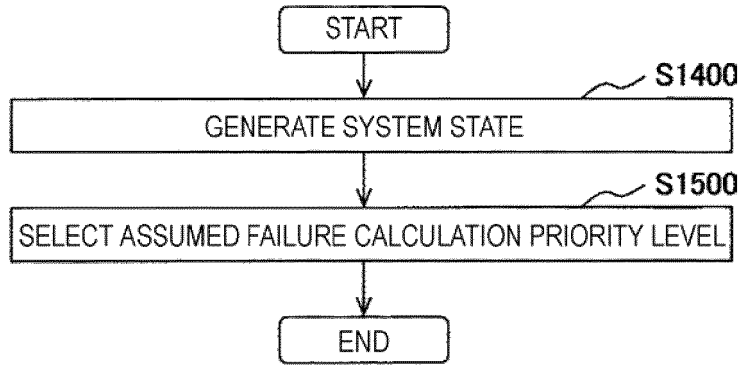 START
S1400
GENERATE SYSTEM STATE
S1500
SELECT ASSUMED FAILURE CALCULATION PRIORITY LEVEL
END